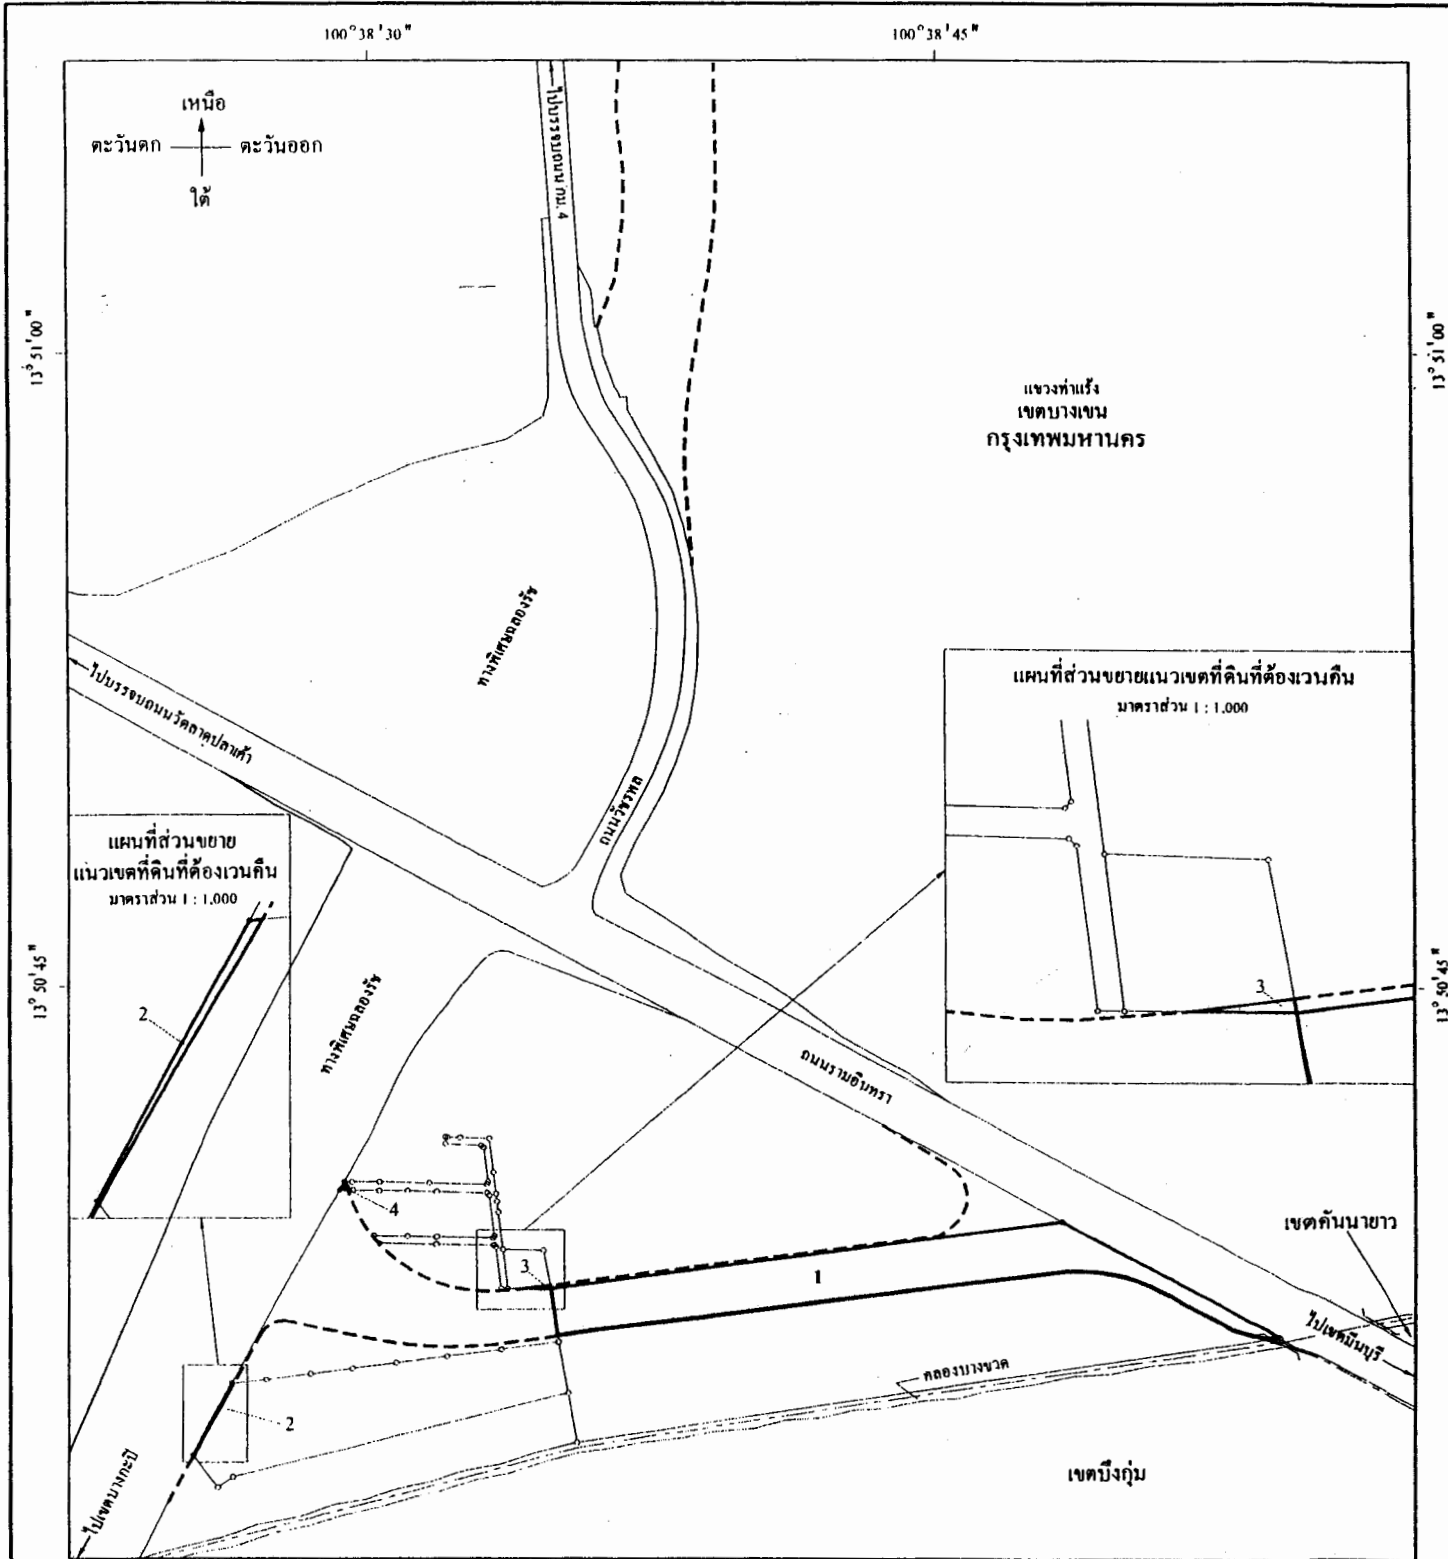 100°38'30"
100°38'45"
เหนือ
ตะวันตก
ตะวันออก
ใต้
ไปบรรจบถนน กม. 4
13°51'00"
13°51'00"
แขวงท่าแร้ง
เขตบางเขน
กรุงเทพมหานคร
ทางพิเศษฉลองรัช
ไปบรรจบถนนวัดลาดปลาเค้า
ถนนวัชรพล
แผนที่ส่วนขยายแนวเขตที่ดินที่ต้องเวนคืน
มาตราส่วน 1 : 1,000
3
แผนที่ส่วนขยาย
แนวเขตที่ดินที่ต้องเวนคืน
มาตราส่วน 1 : 1,000
2
13°50'45"
13°50'45"
ทางพิเศษฉลองรัช
ถนนรามอินทรา
4
3
1
เขตคันนายาว
ไปเขตมีนบุรี
คลองบางขวด
2
ไปเขตบางกะปิ
เขตบึงกุ่ม